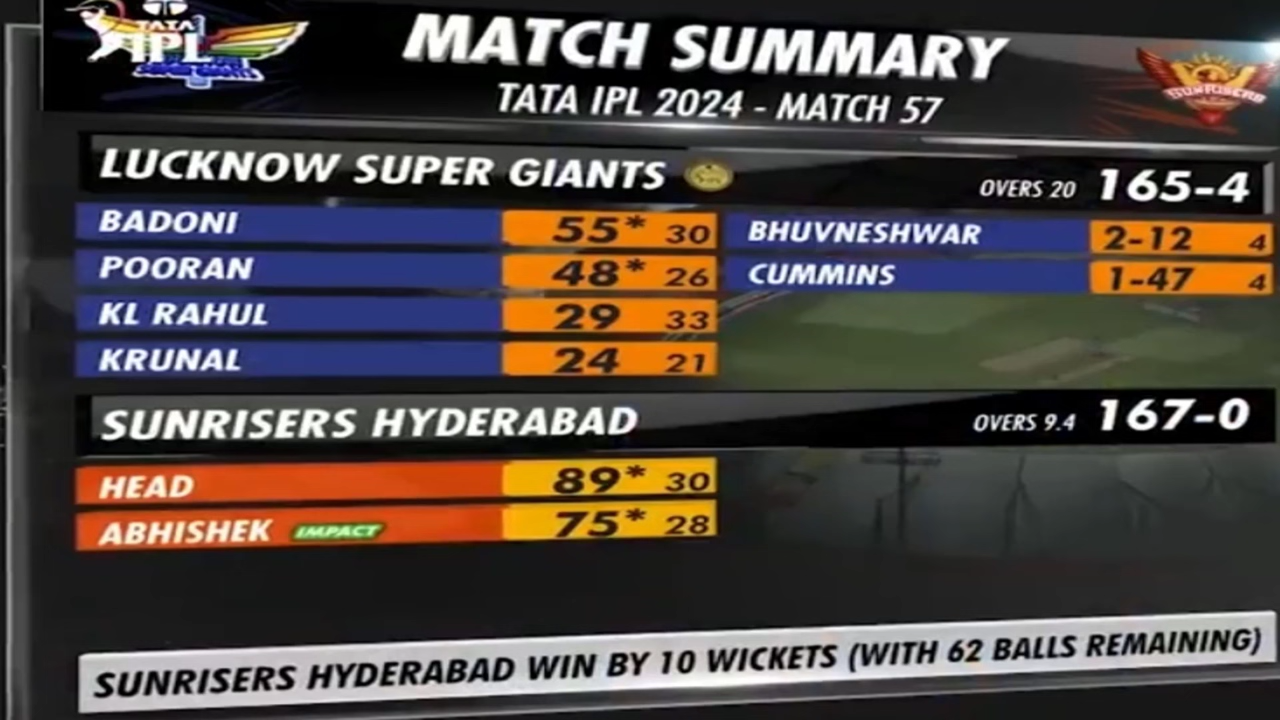 TATA
IPL
SUPER GIANTS
MATCH SUMMARY
TATA IPL 2024 - MATCH 57
SUNRISERS
LUCKNOW SUPER GIANTS OVERS 20 165-4
BADONI 55* 30 BHUVNESHWAR 2-12 4
POORAN 48* 26 CUMMINS 1-47 4
KL RAHUL 29 33
KRUNAL 24 21
SUNRISERS HYDERABAD OVERS 9.4 167-0
HEAD 89* 30
ABHISHEK IMPACT 75* 28
SUNRISERS HYDERABAD WIN BY 10 WICKETS (WITH 62 BALLS REMAINING)